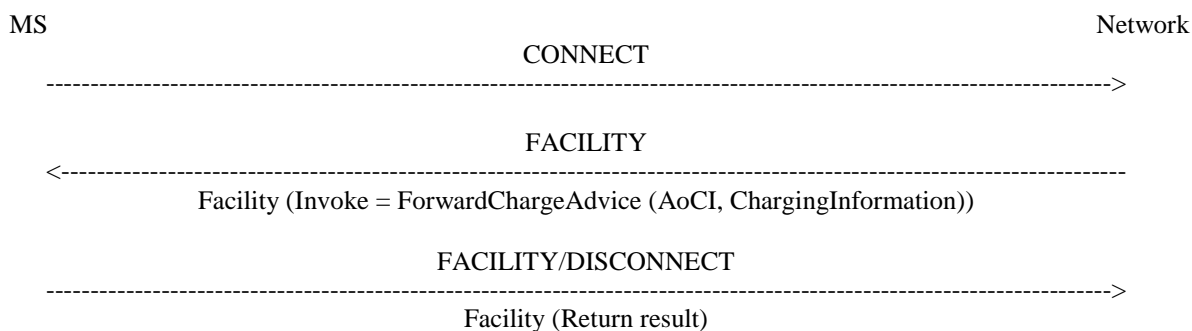 MS Network
CONNECT
------------------------------------------------------------------------------------------------------------------------>
FACILITY
<------------------------------------------------------------------------------------------------------------------------
Facility (Invoke = ForwardChargeAdvice (AoCI, ChargingInformation))
FACILITY/DISCONNECT
------------------------------------------------------------------------------------------------------------------------>
Facility (Return result)